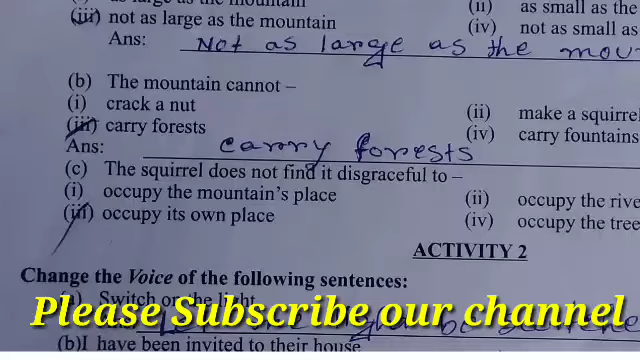 (ii) as small as the
(iii) not as large as the mountain (iv) not as small as
Ans: Not as large as the mou
(b) The mountain cannot –
(i) crack a nut (ii) make a squirrel
(iii) carry forests (iv) carry fountains
Ans: carry forests
(c) The squirrel does not find it disgraceful to –
(i) occupy the mountain's place (ii) occupy the rive
(iii) occupy its own place (iv) occupy the tree
ACTIVITY 2
Change the Voice of the following sentences:
(a) Switch on the light
Please Subscribe our channel
(b)I have been invited to their house